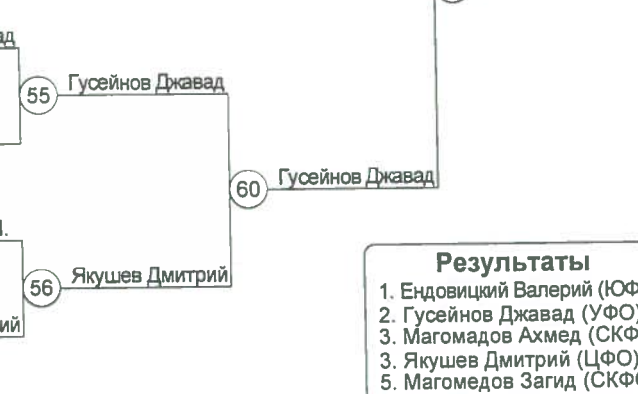 55 Гусейнов Джавад
60 Гусейнов Джавад
56 Якушев Дмитрий
Результаты
1. Ендовицкий Валерий
2. Гусейнов Джавад (УФО)
3. Магомадов Ахмед
3. Якушев Дмитрий (ЦФО)
5. Магомедов Загид